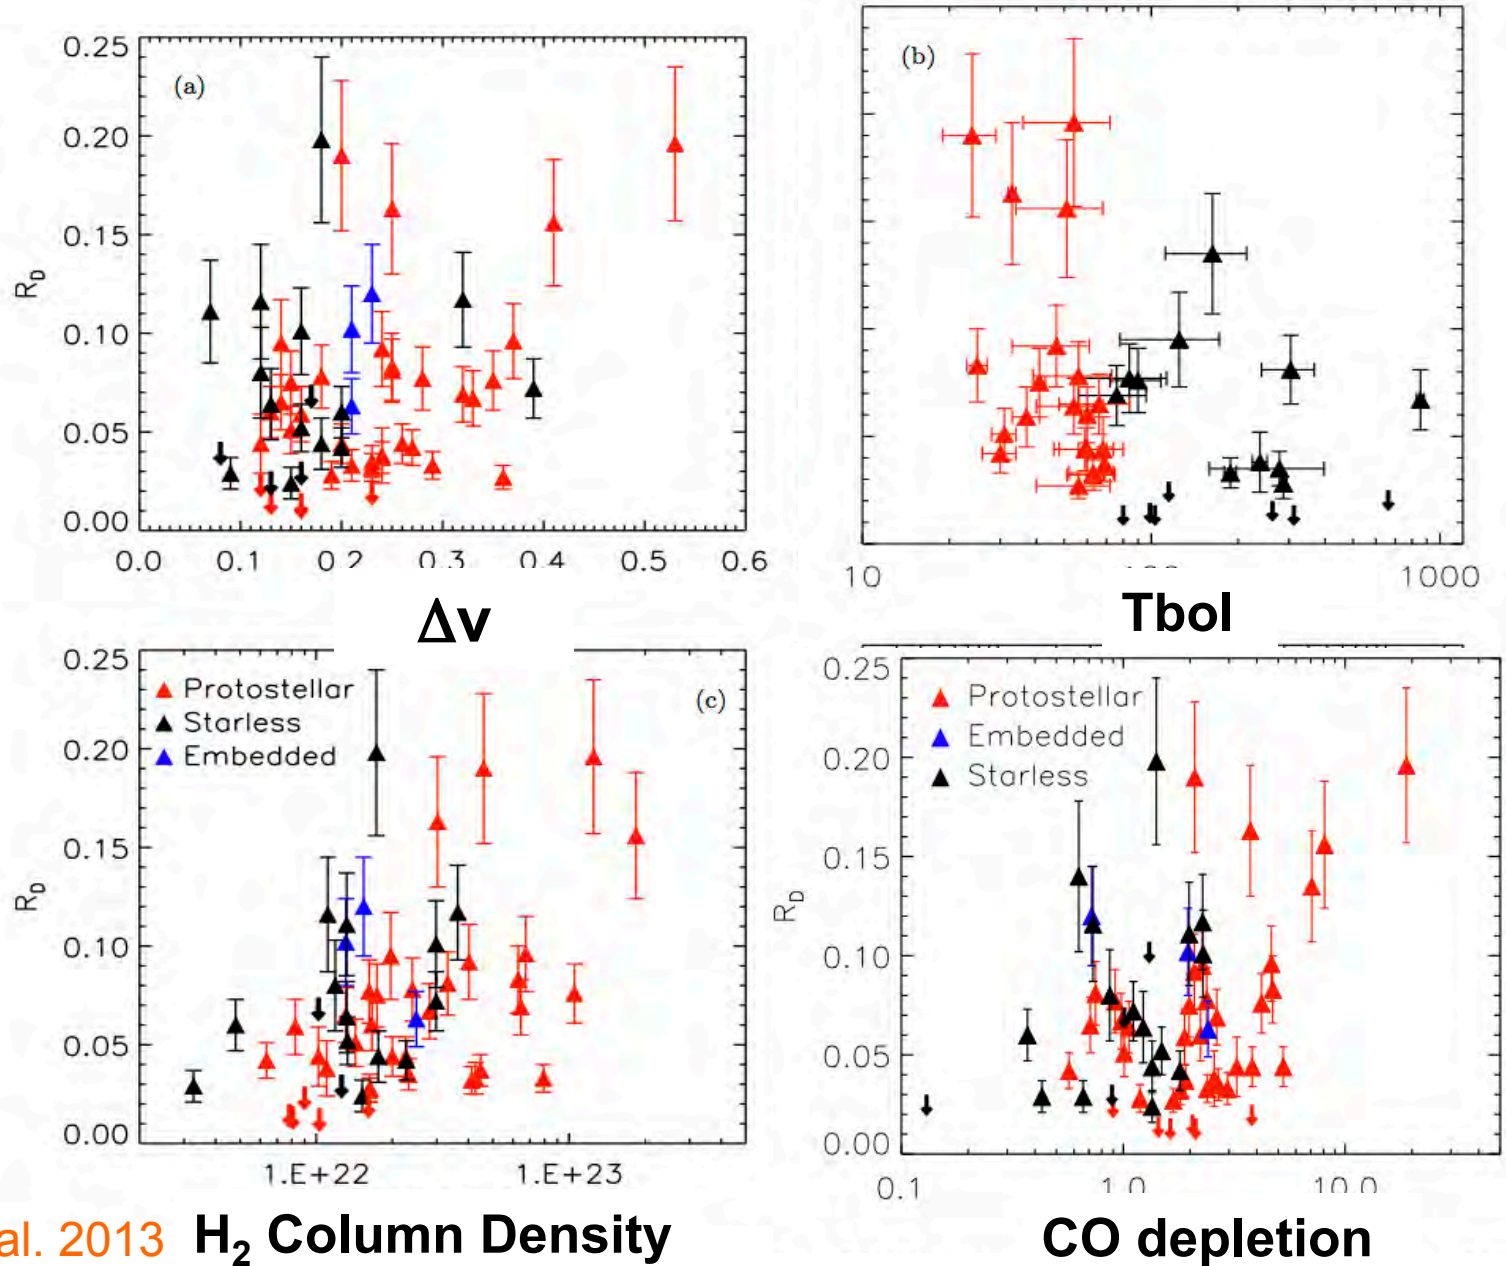 (a)
0.25
0.20
0.15
0.10
0.05
0.00
R_D
0.0 0.1 0.2 0.3 0.4 0.5 0.6
Δv
(b)
10 100 1000
Tbol
0.25
0.20
0.15
0.10
0.05
0.00
R_D
Protostellar
Starless
Embedded
(c)
1.E+22 1.E+23
H₂ Column Density
0.25
0.20
0.15
0.10
0.05
0.00
R_D
Protostellar
Embedded
Starless
0.1 1.0 10.0
CO depletion
al. 2013